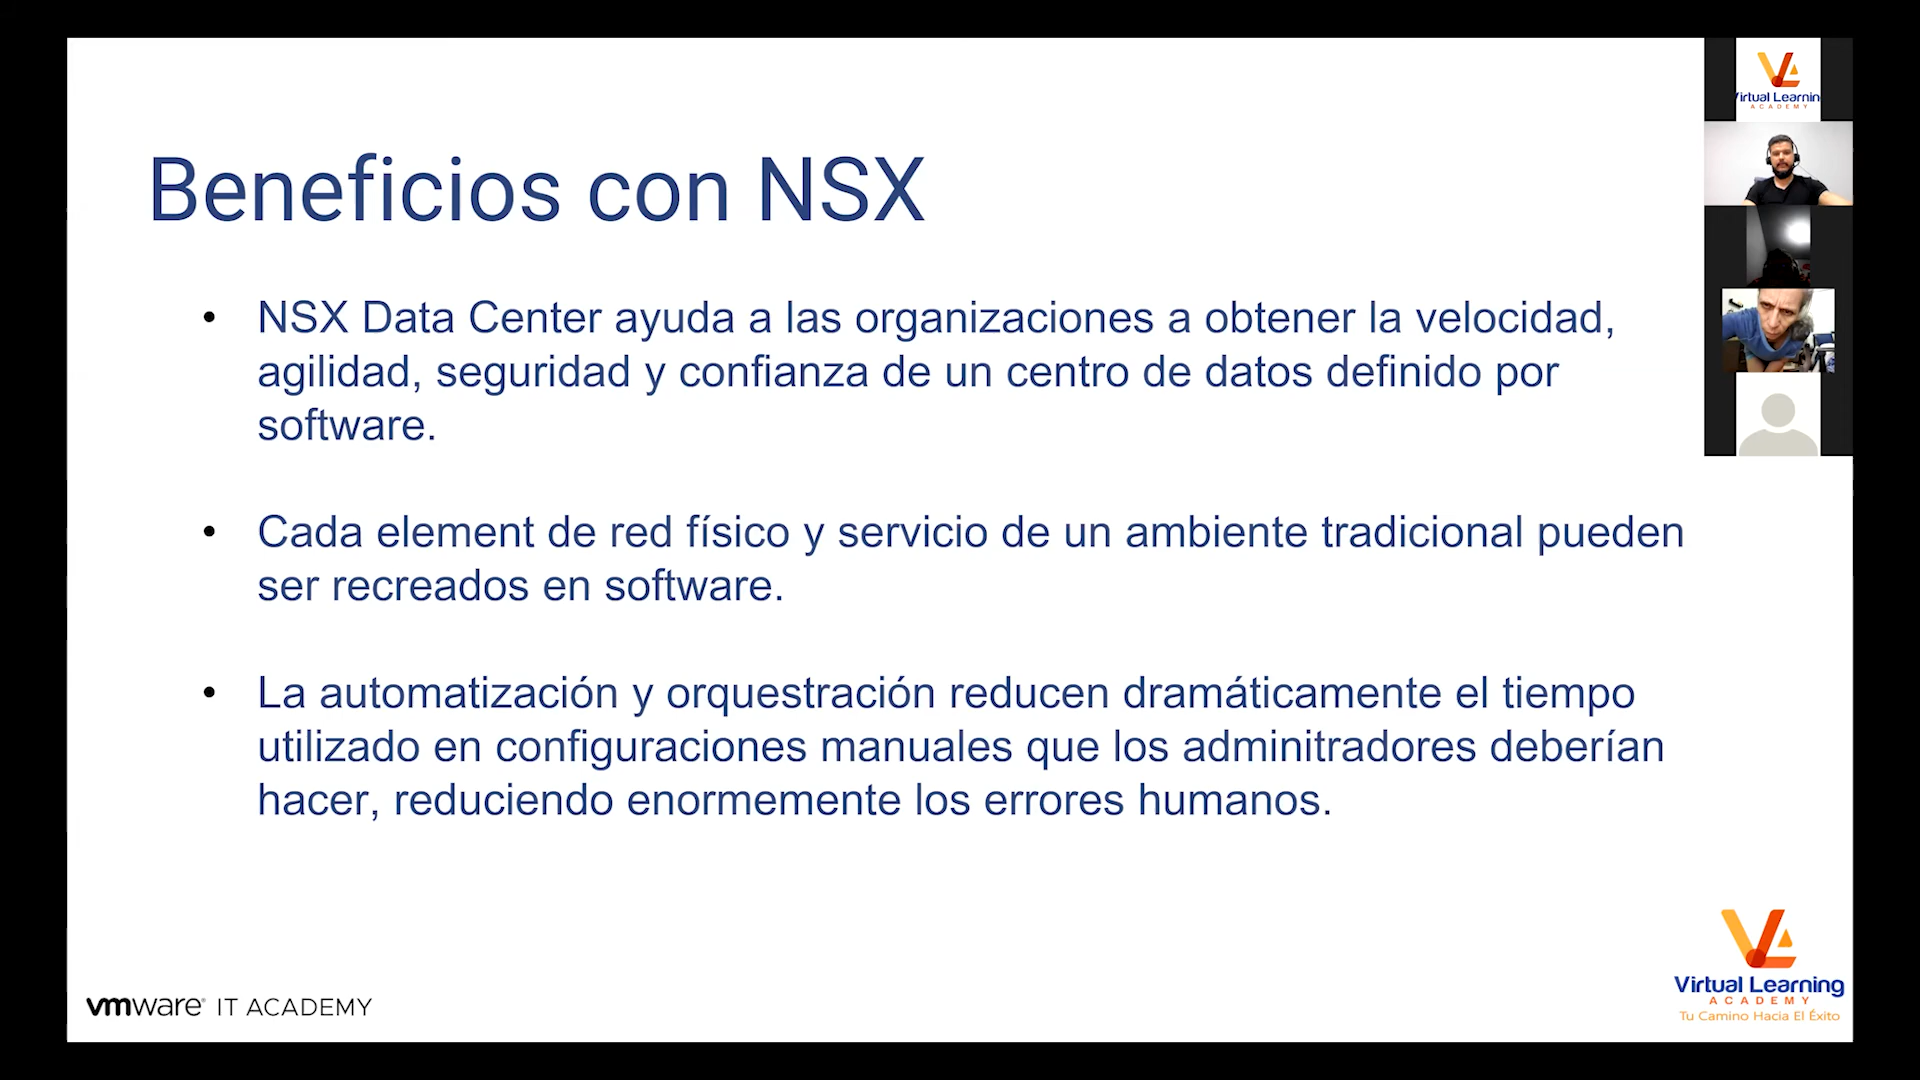 Beneficios con NSX
• NSX Data Center ayuda a las organizaciones a obtener la velocidad,
agilidad, seguridad y confianza de un centro de datos definido por
software.
• Cada element de red físico y servicio de un ambiente tradicional pueden
ser recreados en software.
• La automatización y orquestración reducen dramáticamente el tiempo
utilizado en configuraciones manuales que los adminitradores deberían
hacer, reduciendo enormemente los errores humanos.
vmware® IT ACADEMY
Virtual Learning
ACADEMY
Tu Camino Hacia El Éxito
VLA
irtual Learnin
ACADEMY